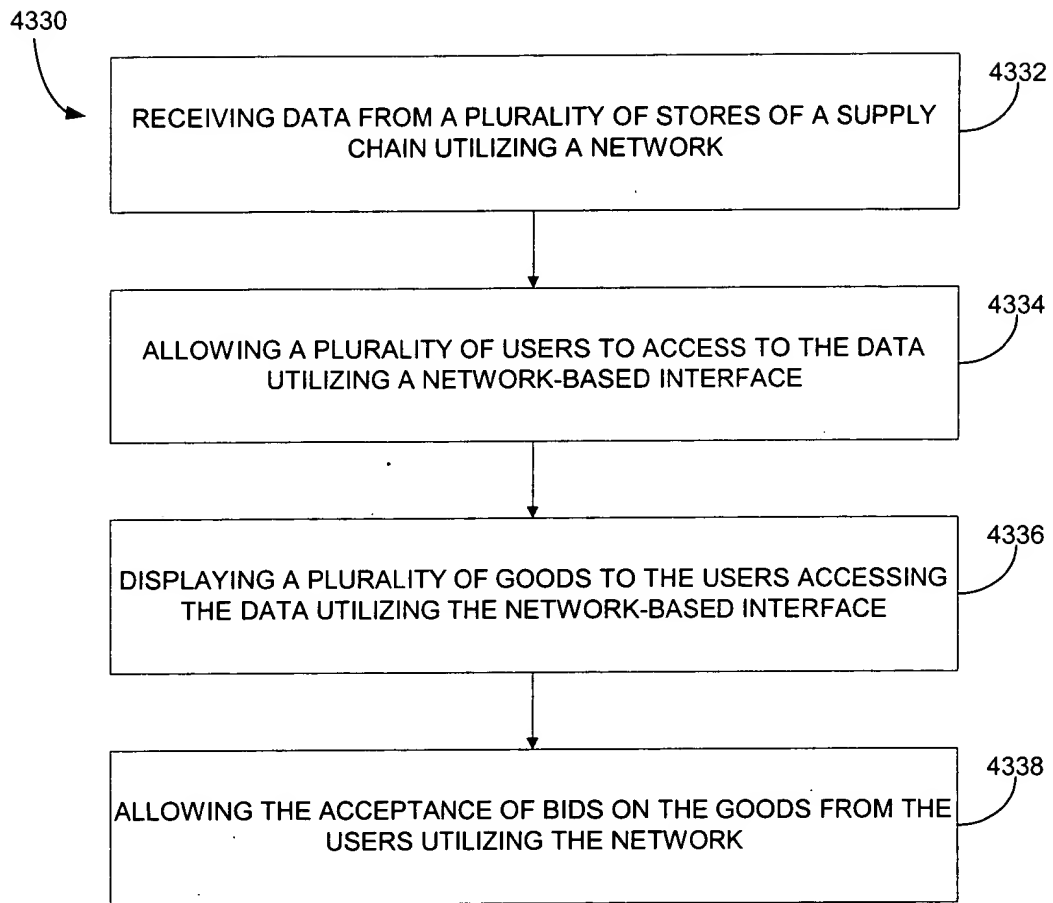 4330
4332
RECEIVING DATA FROM A PLURALITY OF STORES OF A SUPPLY
CHAIN UTILIZING A NETWORK
4334
ALLOWING A PLURALITY OF USERS TO ACCESS TO THE DATA
UTILIZING A NETWORK-BASED INTERFACE
4336
DISPLAYING A PLURALITY OF GOODS TO THE USERS ACCESSING
THE DATA UTILIZING THE NETWORK-BASED INTERFACE
4338
ALLOWING THE ACCEPTANCE OF BIDS ON THE GOODS FROM THE
USERS UTILIZING THE NETWORK